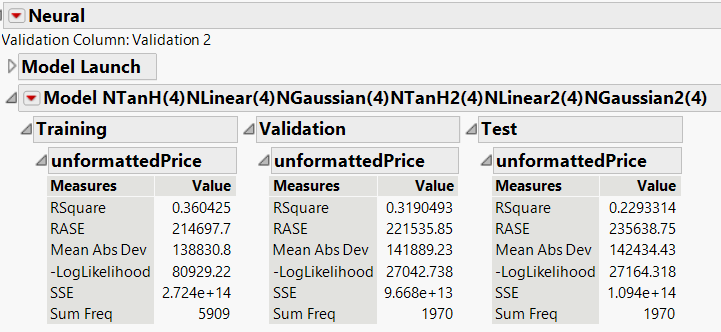 Neural
Validation Column: Validation 2
Model Launch
Model NTanH(4)NLinear(4)NGaussian(4)NTanH2(4)NLinear2(4)NGaussian2(4)
Training
unformattedPrice
Measures Value
RSquare 0.360425
RASE 214697.7
Mean Abs Dev 138830.8
-LogLikelihood 80929.22
SSE 2.724e+14
Sum Freq 5909
Validation
unformattedPrice
Measures Value
RSquare 0.3190493
RASE 221535.85
Mean Abs Dev 141889.23
-LogLikelihood 27042.738
SSE 9.668e+13
Sum Freq 1970
Test
unformattedPrice
Measures Value
RSquare 0.2293314
RASE 235638.75
Mean Abs Dev 142434.43
-LogLikelihood 27164.318
SSE 1.094e+14
Sum Freq 1970